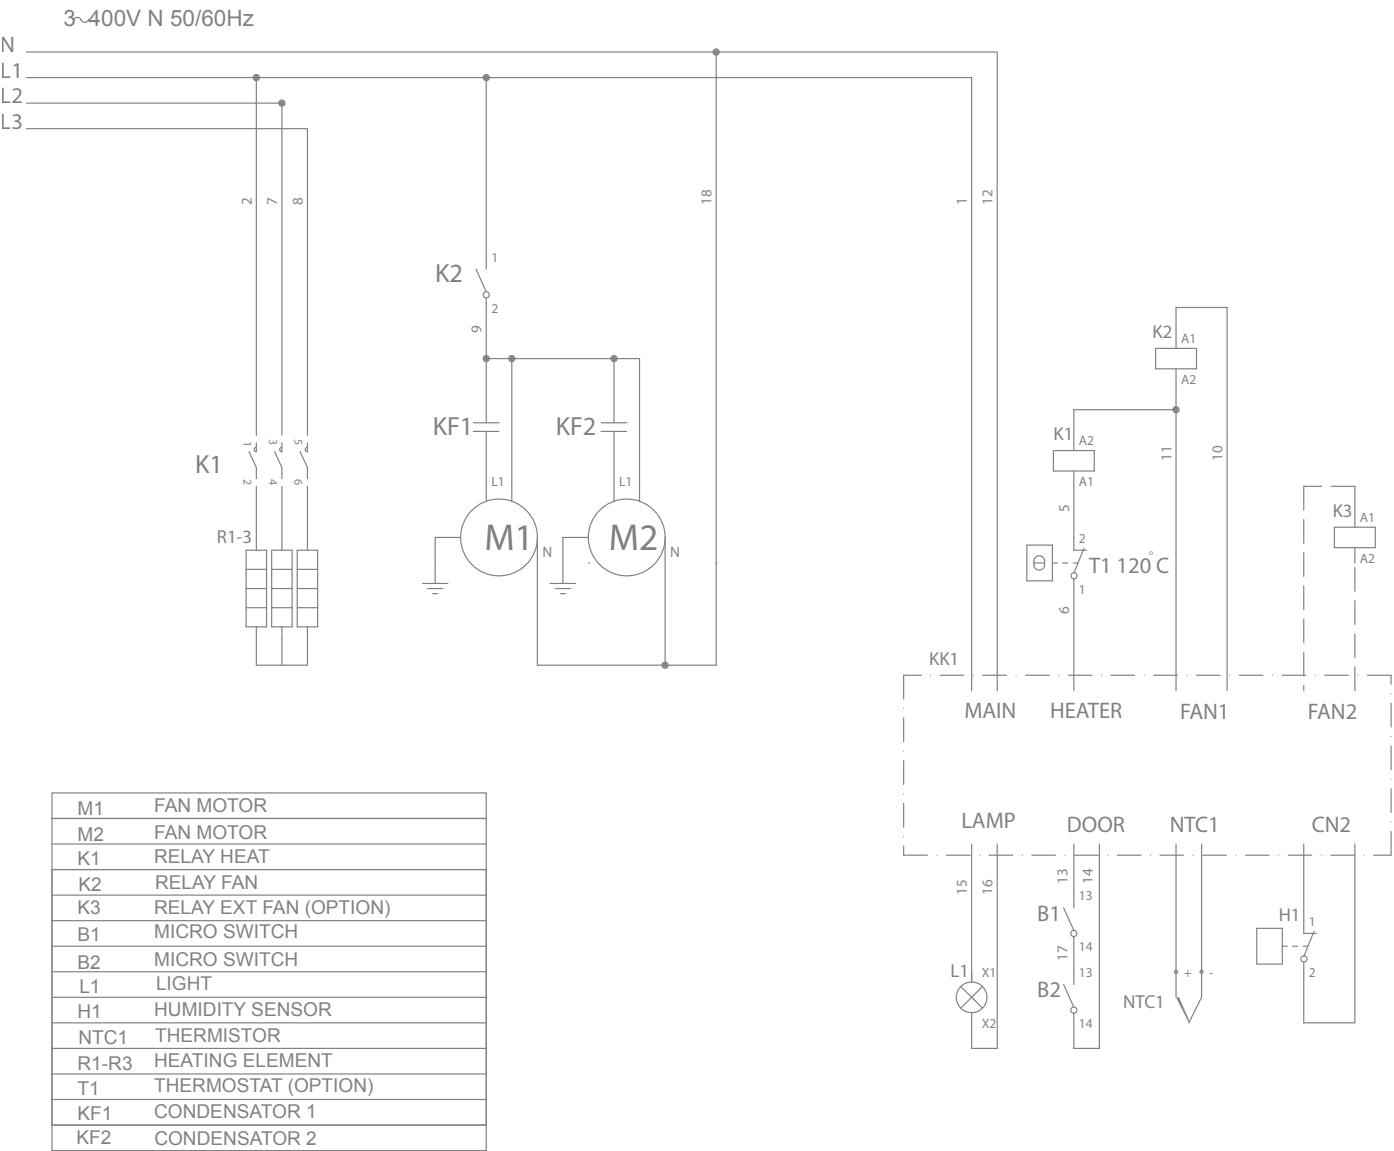 3~400V N 50/60Hz
N
L1
L2
L3
2 7 8 18 1 12
K2 1
2
9
K2 A1
A2
KF1 KF2
K1 A2
A1
11 10
K1 1 3 5
2 4 6
L1 L1
5
K3 A1
A2
R1-3
M1 N M2 N
2
T1 120°C
1
6
KK1
MAIN HEATER FAN1 FAN2
LAMP DOOR NTC1 CN2
15 16 13 14
13
B1
14
17
H1 1
2
L1 X1
X2
13
B2
14
+ -
NTC1
M1 FAN MOTOR
M2 FAN MOTOR
K1 RELAY HEAT
K2 RELAY FAN
K3 RELAY EXT FAN (OPTION)
B1 MICRO SWITCH
B2 MICRO SWITCH
L1 LIGHT
H1 HUMIDITY SENSOR
NTC1 THERMISTOR
R1-R3 HEATING ELEMENT
T1 THERMOSTAT (OPTION)
KF1 CONDENSATOR 1
KF2 CONDENSATOR 2